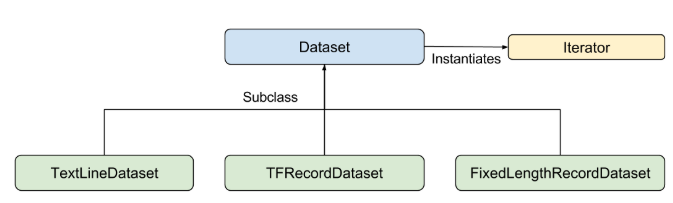 Dataset
Iterator
Instantiates
Subclass
TextLineDataset
TFRecordDataset
FixedLengthRecordDataset